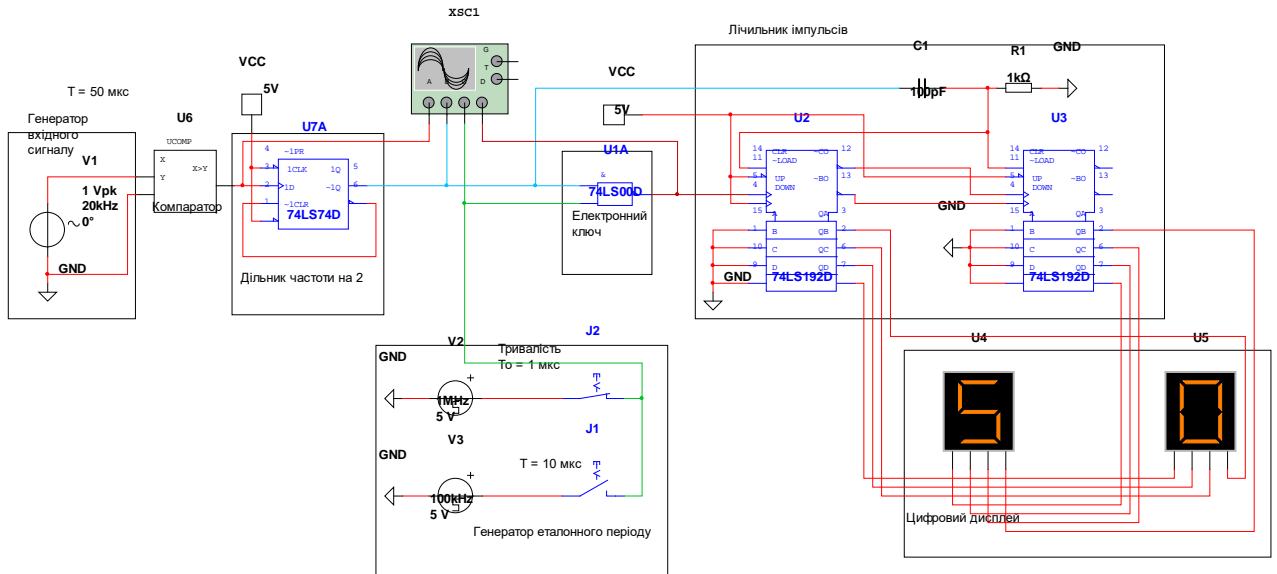 XSC1
G
T
A B C D
T = 50 мкс
Генератор
вхідного
сигналу
V1
1 Vpk
20kHz
0°
GND
U6
UCOMP
X
Y
X>Y
Компаратор
VCC
5V
U7A
4 ~1PR
3 1CLK 1Q 5
2 1D ~1Q 6
1 ~1CLR
74LS74D
Дільник частоти на 2
VCC
5V
U1A
&
74LS00D
Електронний
ключ
Лічильник імпульсів
C1
100pF
R1
1kΩ
GND
U2
14 CLR ~CO 12
11 ~LOAD
5 UP ~BO 13
4 DOWN
15 A QA 3
1 B QB 2
10 C QC 6
9 D QD 7
74LS192D
GND
U3
14 CLR ~CO 12
11 ~LOAD
5 UP ~BO 13
4 DOWN
15 A QA 3
1 B QB 2
10 C QC 6
9 D QD 7
74LS192D
GND
J2
V2
Тривалість
То = 1 мкс
GND
1MHz
5 V
J1
V3
GND
T = 10 мкс
100kHz
5 V
Генератор еталонного періоду
U4
U5
5
0
Цифровий дисплей